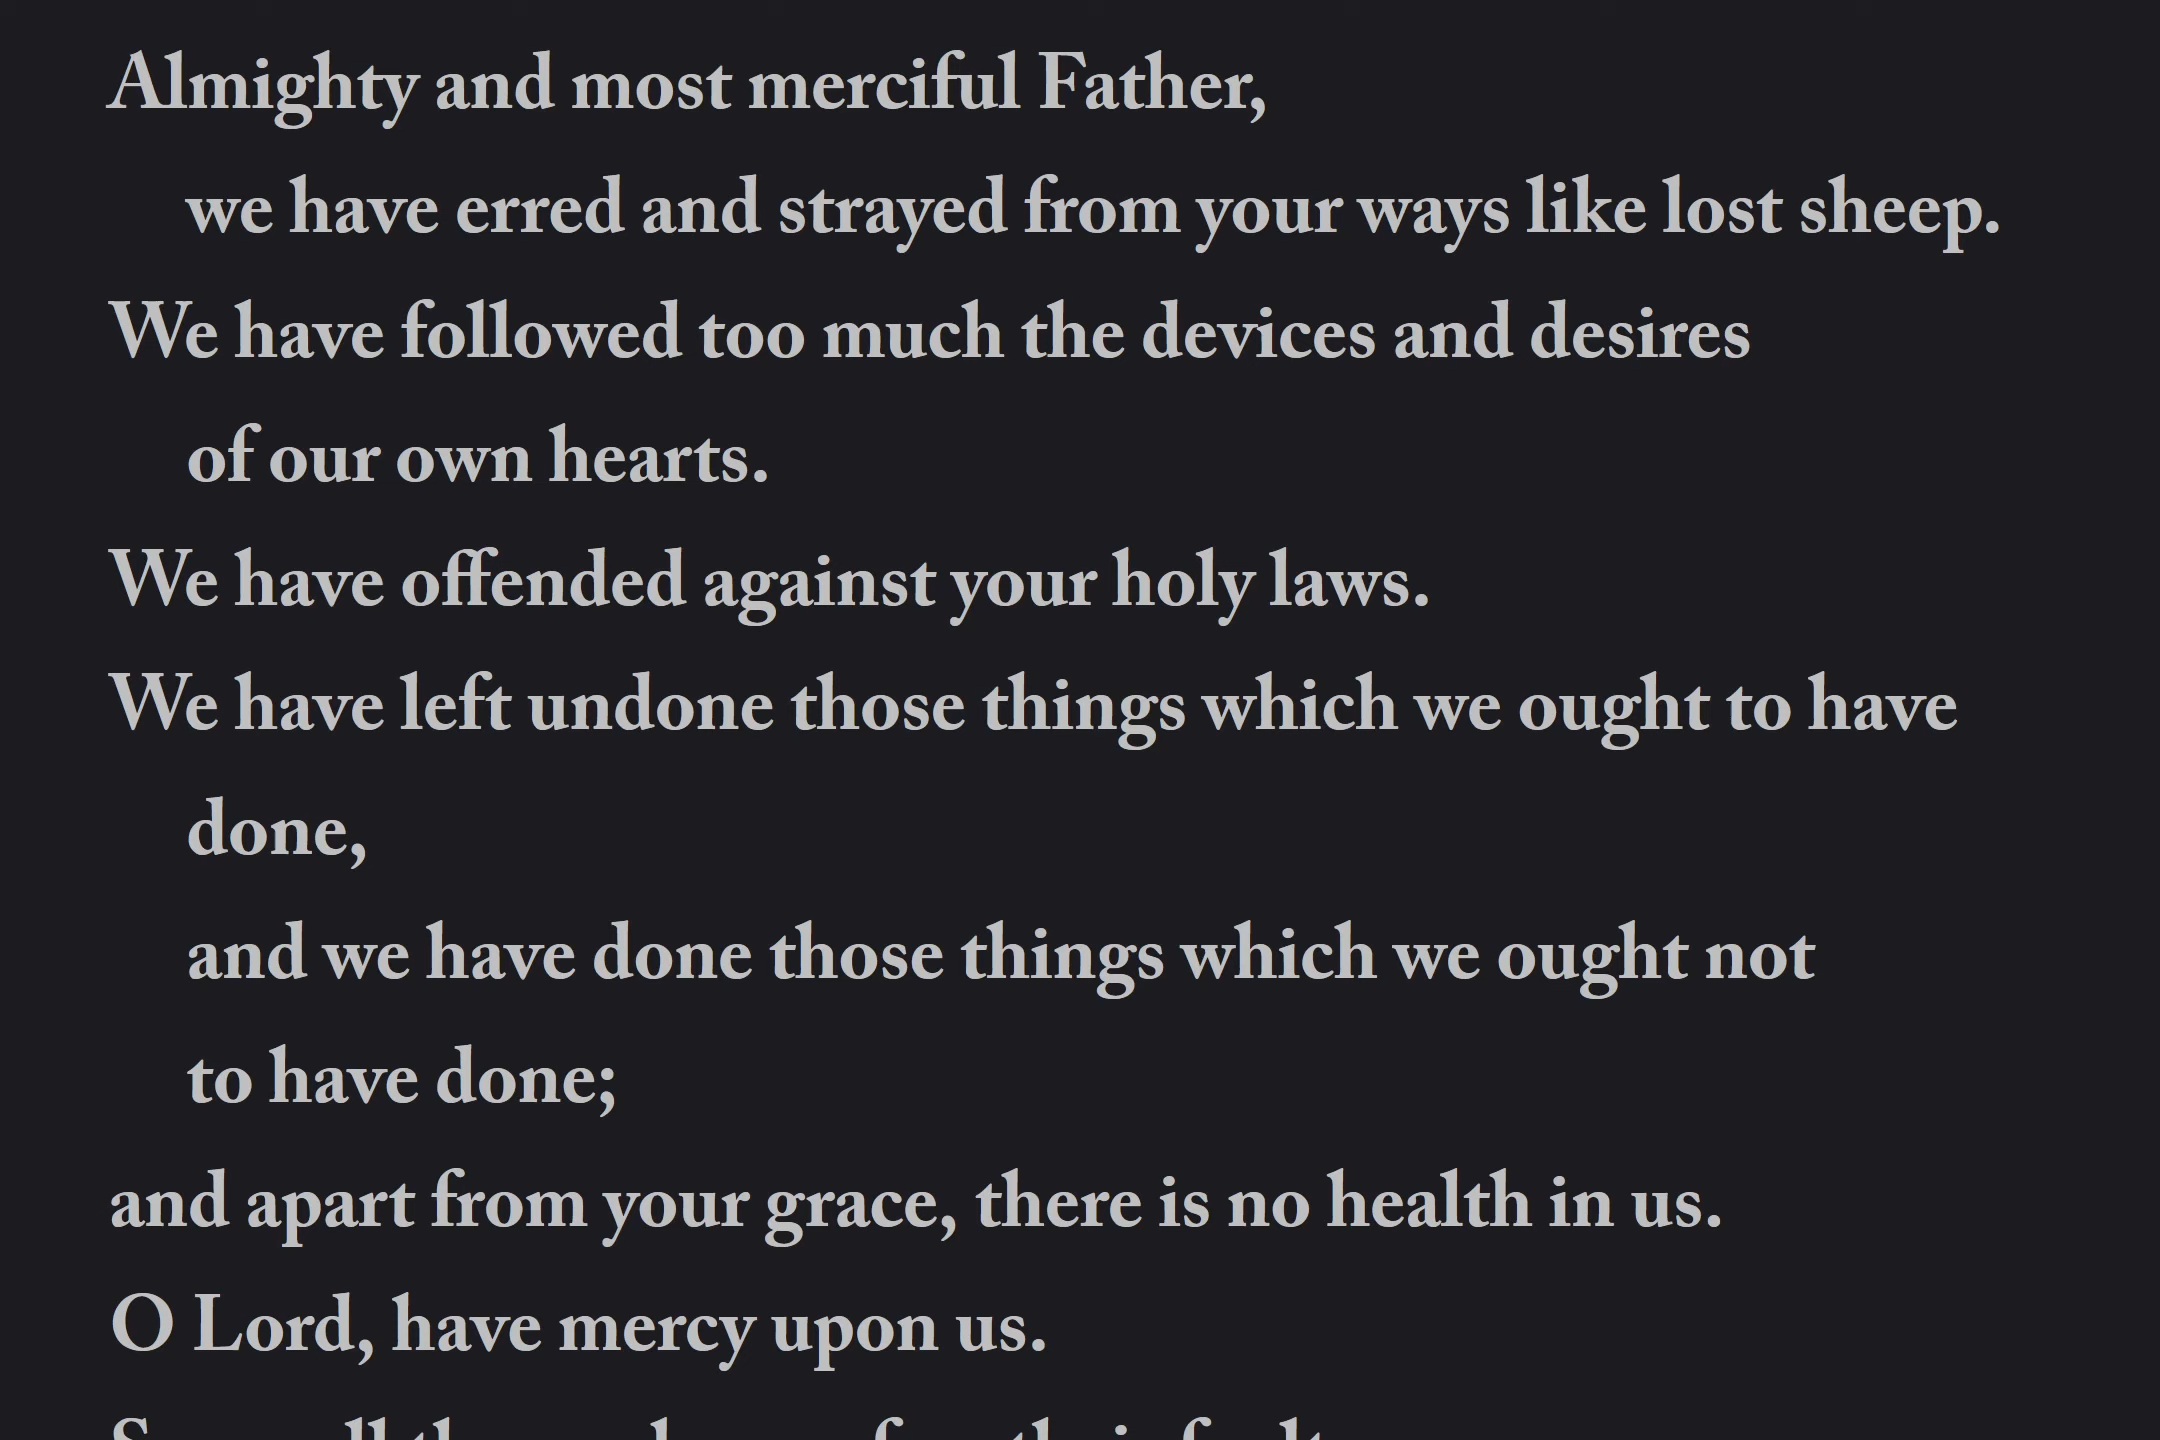 Almighty and most merciful Father,
we have erred and strayed from your ways like lost sheep.
We have followed too much the devices and desires
of our own hearts.
We have offended against your holy laws.
We have left undone those things which we ought to have
done,
and we have done those things which we ought not
to have done;
and apart from your grace, there is no health in us.
O Lord, have mercy upon us.